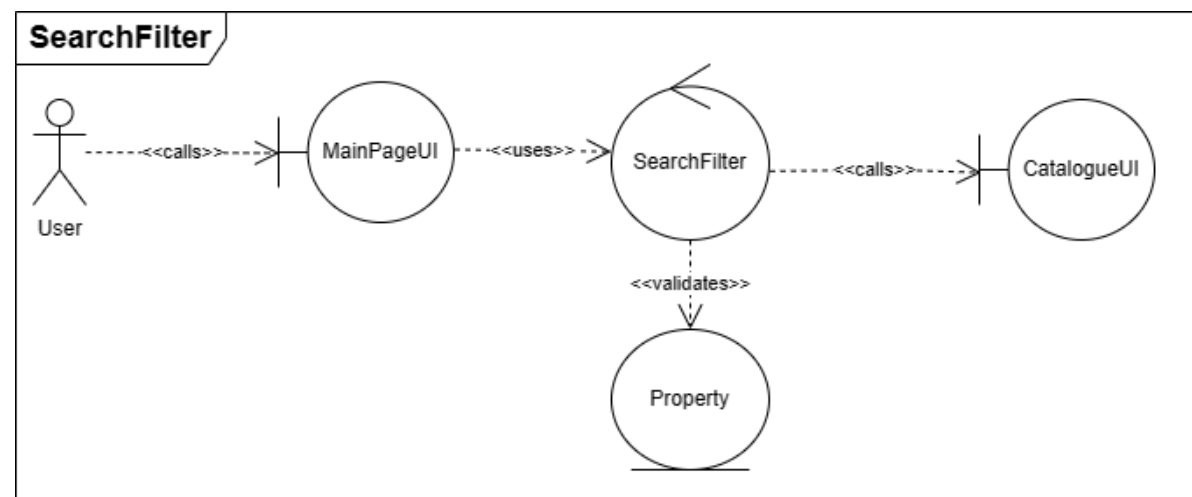 SearchFilter
<<calls>>
MainPageUI
<<uses>>
SearchFilter
<<calls>>
CatalogueUI
User
<<validates>>
Property